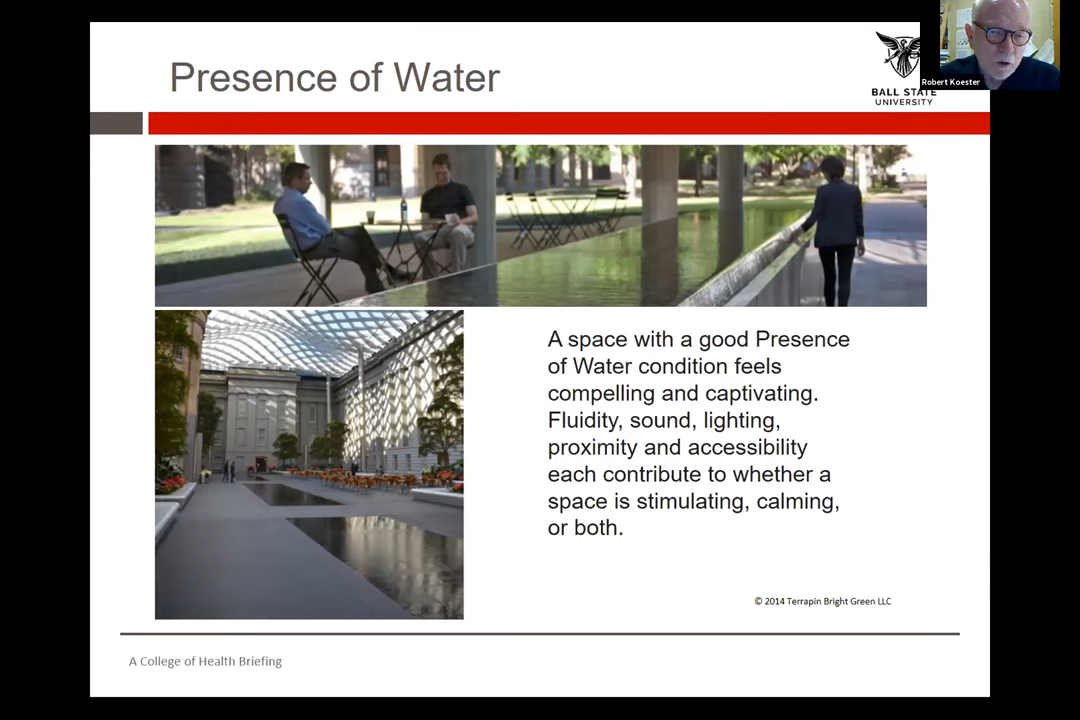 Presence of Water
BALL STATE
UNIVERSITY
Robert Koester
A space with a good Presence
of Water condition feels
compelling and captivating.
Fluidity, sound, lighting,
proximity and accessibility
each contribute to whether a
space is stimulating, calming,
or both.
© 2014 Terrapin Bright Green LLC
A College of Health Briefing